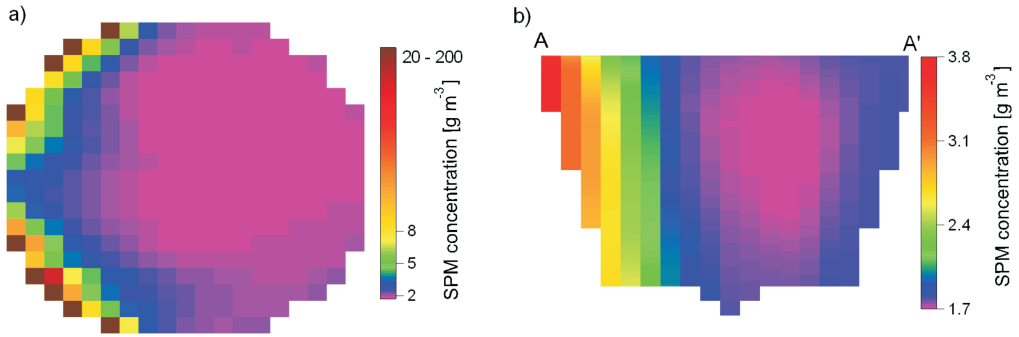 a)
20 - 200
8
5
2
SPM concentration [g m⁻³]
b)
A
A'
3.8
3.1
2.4
1.7
SPM concentration [g m⁻³]